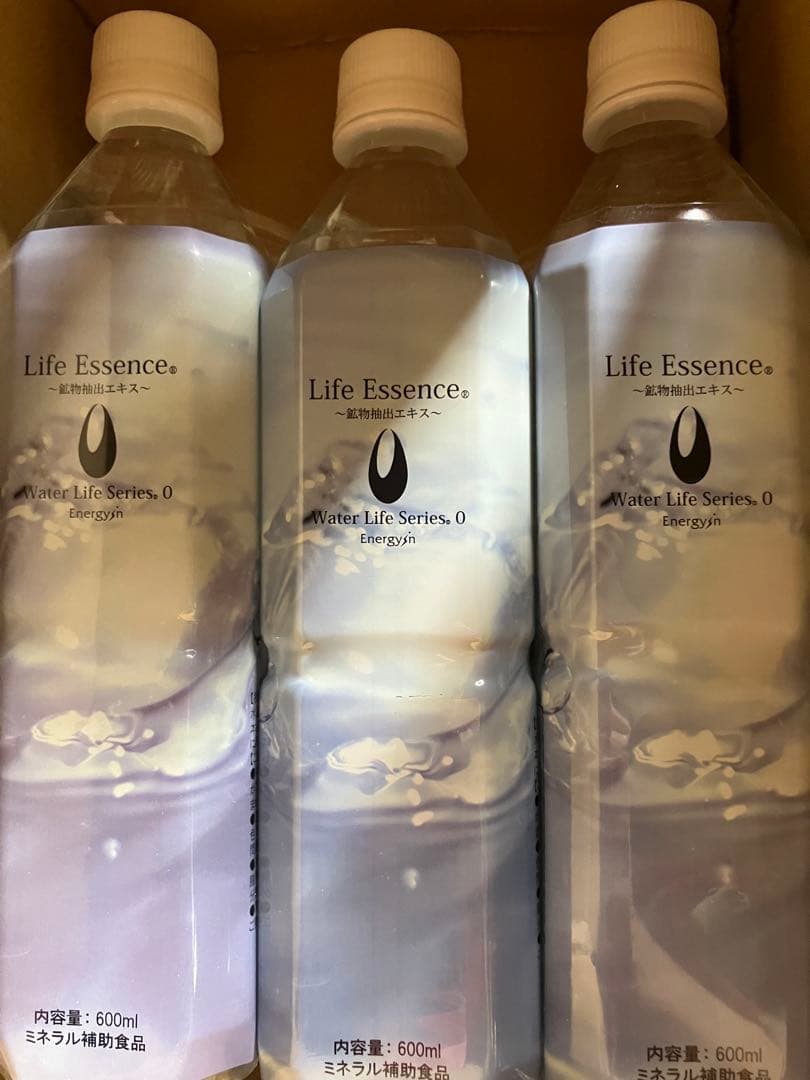 Life Essence®
～鉱物抽出エキス～
Water Life Series® 0
Energysin
内容量：600ml
ミネラル補助食品
Life Essence®
～鉱物抽出エキス～
Water Life Series® 0
Energysin
内容量：600ml
ミネラル補助食品
Life Essence®
～鉱物抽出エキス～
Water Life Series® 0
Energysin
内容量：600ml
ミネラル補助食品